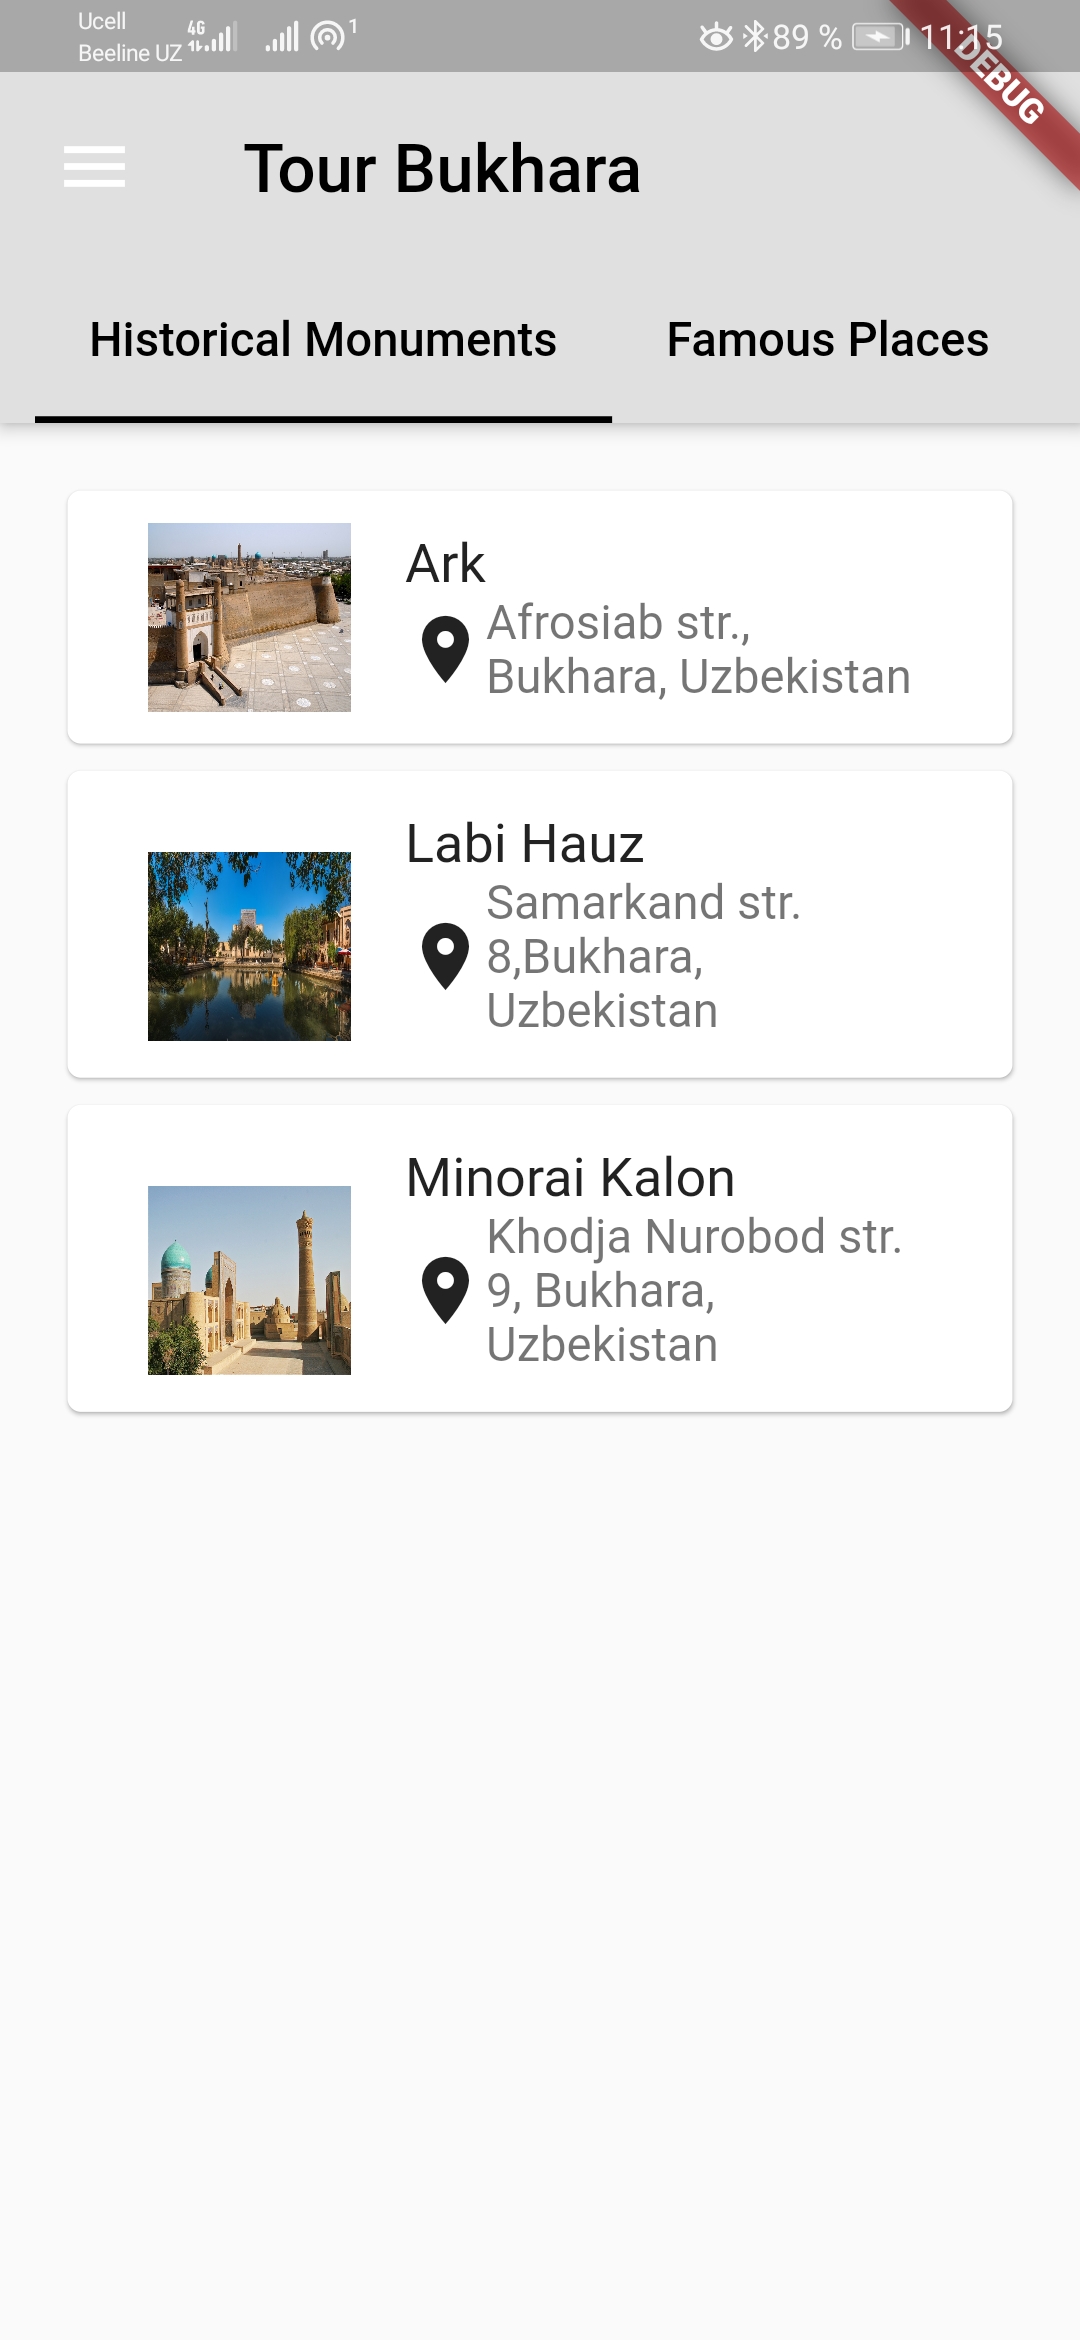 Ucell
Beeline UZ
4G
1
89 %
11:15
DEBUG
Tour Bukhara
Historical Monuments
Famous Places
Ark
Afrosiab str.,
Bukhara, Uzbekistan
Labi Hauz
Samarkand str.
8,Bukhara,
Uzbekistan
Minorai Kalon
Khodja Nurobod str.
9, Bukhara,
Uzbekistan